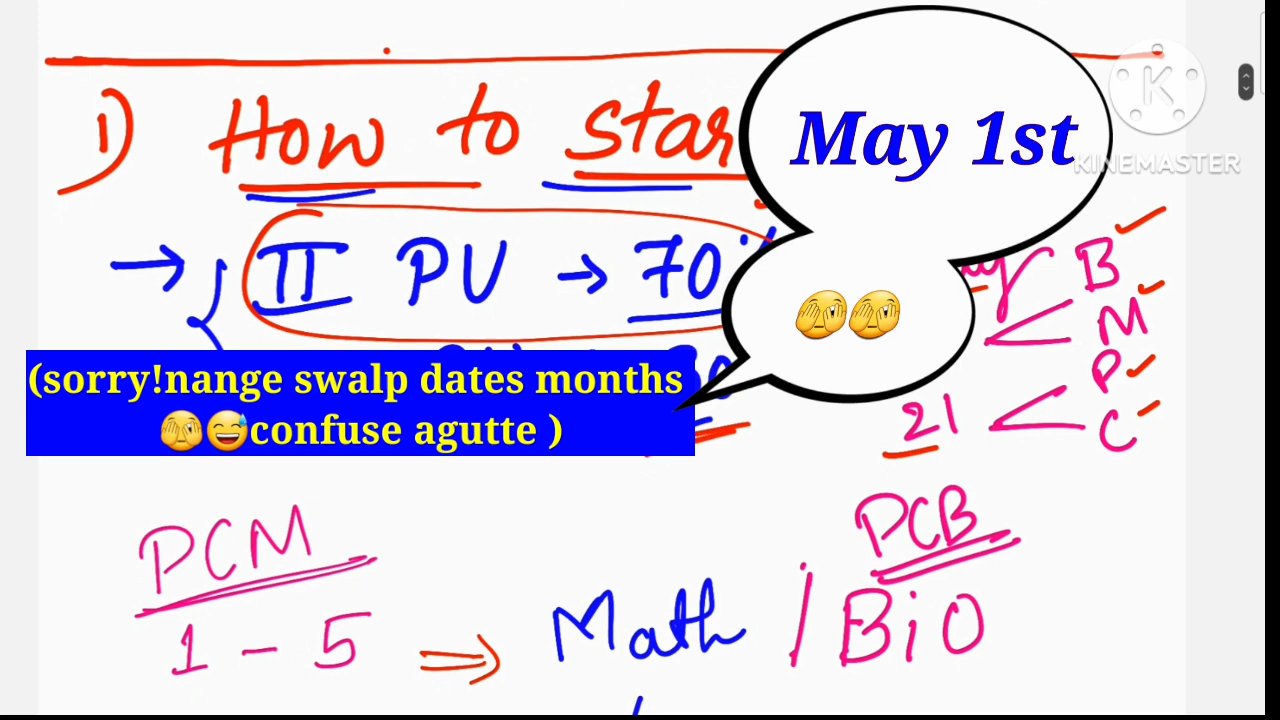 1) How to star
May 1st
KINEMASTER
→ II PU → 70%
B
M
P
21 < C
(sorry!nange swalp dates months
🫣😅confuse agutte )
🫣🫣
PCM
PCB
1 - 5 ⇒ Math / BiO